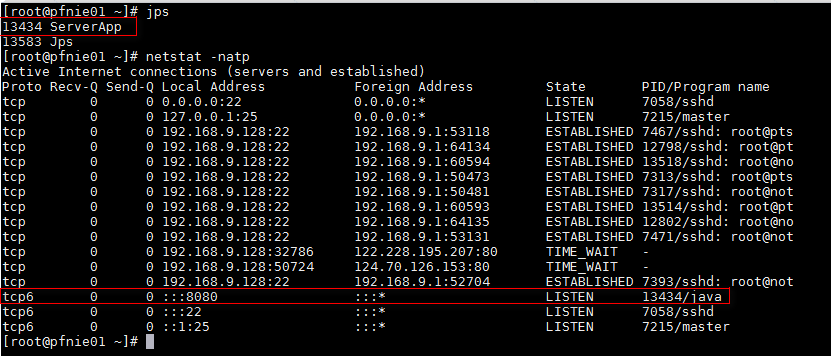 [root@pfnie01 ~]# jps
13434 ServerApp
13583 Jps
[root@pfnie01 ~]# netstat -natp
Active Internet connections (servers and established)
Proto Recv-Q Send-Q Local Address Foreign Address State PID/Program name
tcp 0 0 0.0.0.0:22 0.0.0.0:* LISTEN 7058/sshd
tcp 0 0 127.0.0.1:25 0.0.0.0:* LISTEN 7215/master
tcp 0 0 192.168.9.128:22 192.168.9.1:53118 ESTABLISHED 7467/sshd: root@pts
tcp 0 0 192.168.9.128:22 192.168.9.1:64134 ESTABLISHED 12798/sshd: root@pt
tcp 0 0 192.168.9.128:22 192.168.9.1:60594 ESTABLISHED 13518/sshd: root@no
tcp 0 0 192.168.9.128:22 192.168.9.1:50473 ESTABLISHED 7313/sshd: root@pts
tcp 0 0 192.168.9.128:22 192.168.9.1:50481 ESTABLISHED 7317/sshd: root@not
tcp 0 0 192.168.9.128:22 192.168.9.1:60593 ESTABLISHED 13514/sshd: root@pt
tcp 0 0 192.168.9.128:22 192.168.9.1:64135 ESTABLISHED 12802/sshd: root@no
tcp 0 0 192.168.9.128:22 192.168.9.1:53131 ESTABLISHED 7471/sshd: root@not
tcp 0 0 192.168.9.128:32786 122.228.195.207:80 TIME_WAIT -
tcp 0 0 192.168.9.128:50724 124.70.126.153:80 TIME_WAIT -
tcp 0 0 192.168.9.128:22 192.168.9.1:52704 ESTABLISHED 7393/sshd: root@not
tcp6 0 0 :::8080 :::* LISTEN 13434/java
tcp6 0 0 :::22 :::* LISTEN 7058/sshd
tcp6 0 0 ::1:25 :::* LISTEN 7215/master
[root@pfnie01 ~]#